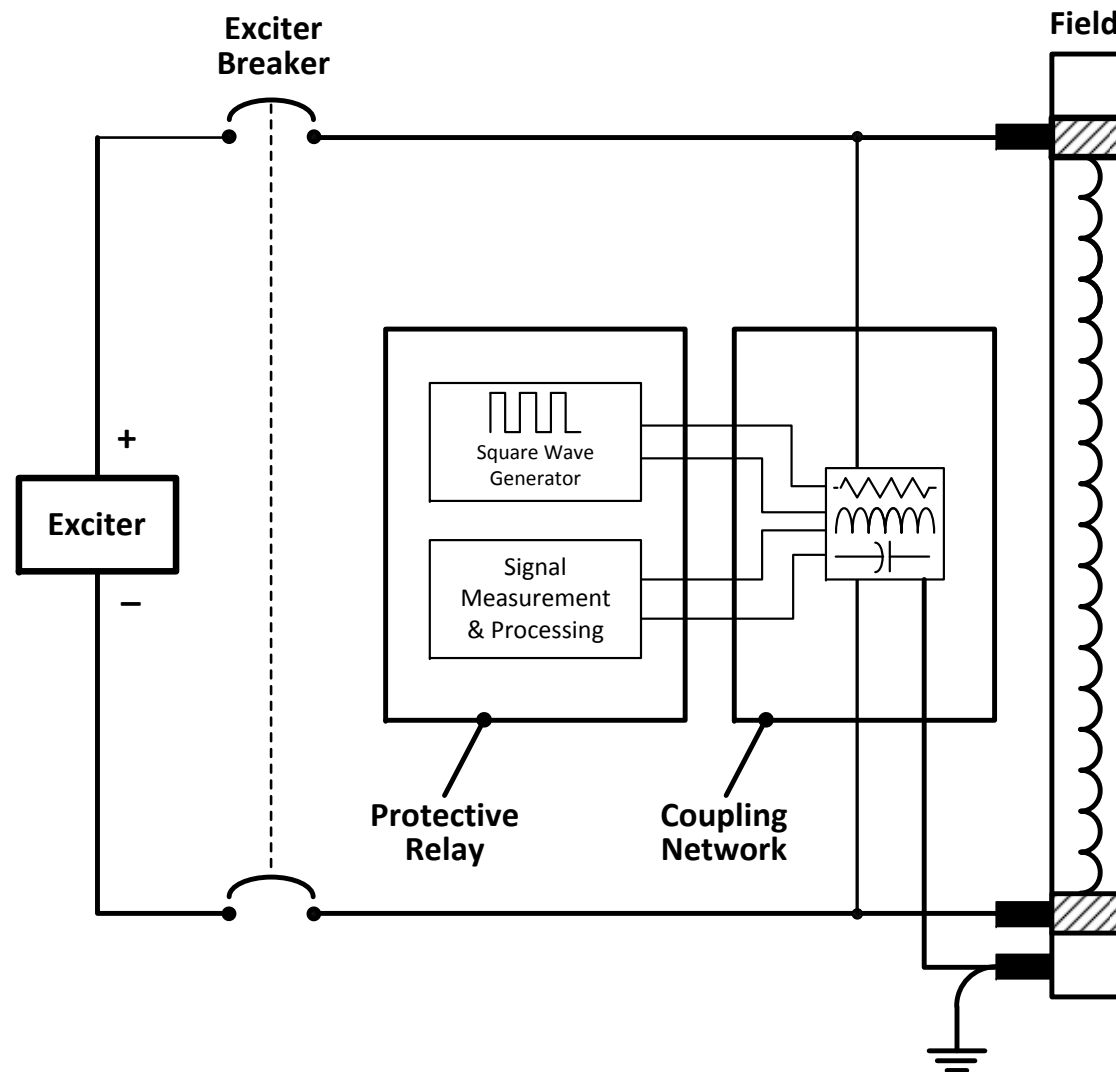 Exciter
Breaker
Field
+
Exciter
–
Square Wave
Generator
Signal
Measurement
& Processing
Protective
Relay
Coupling
Network